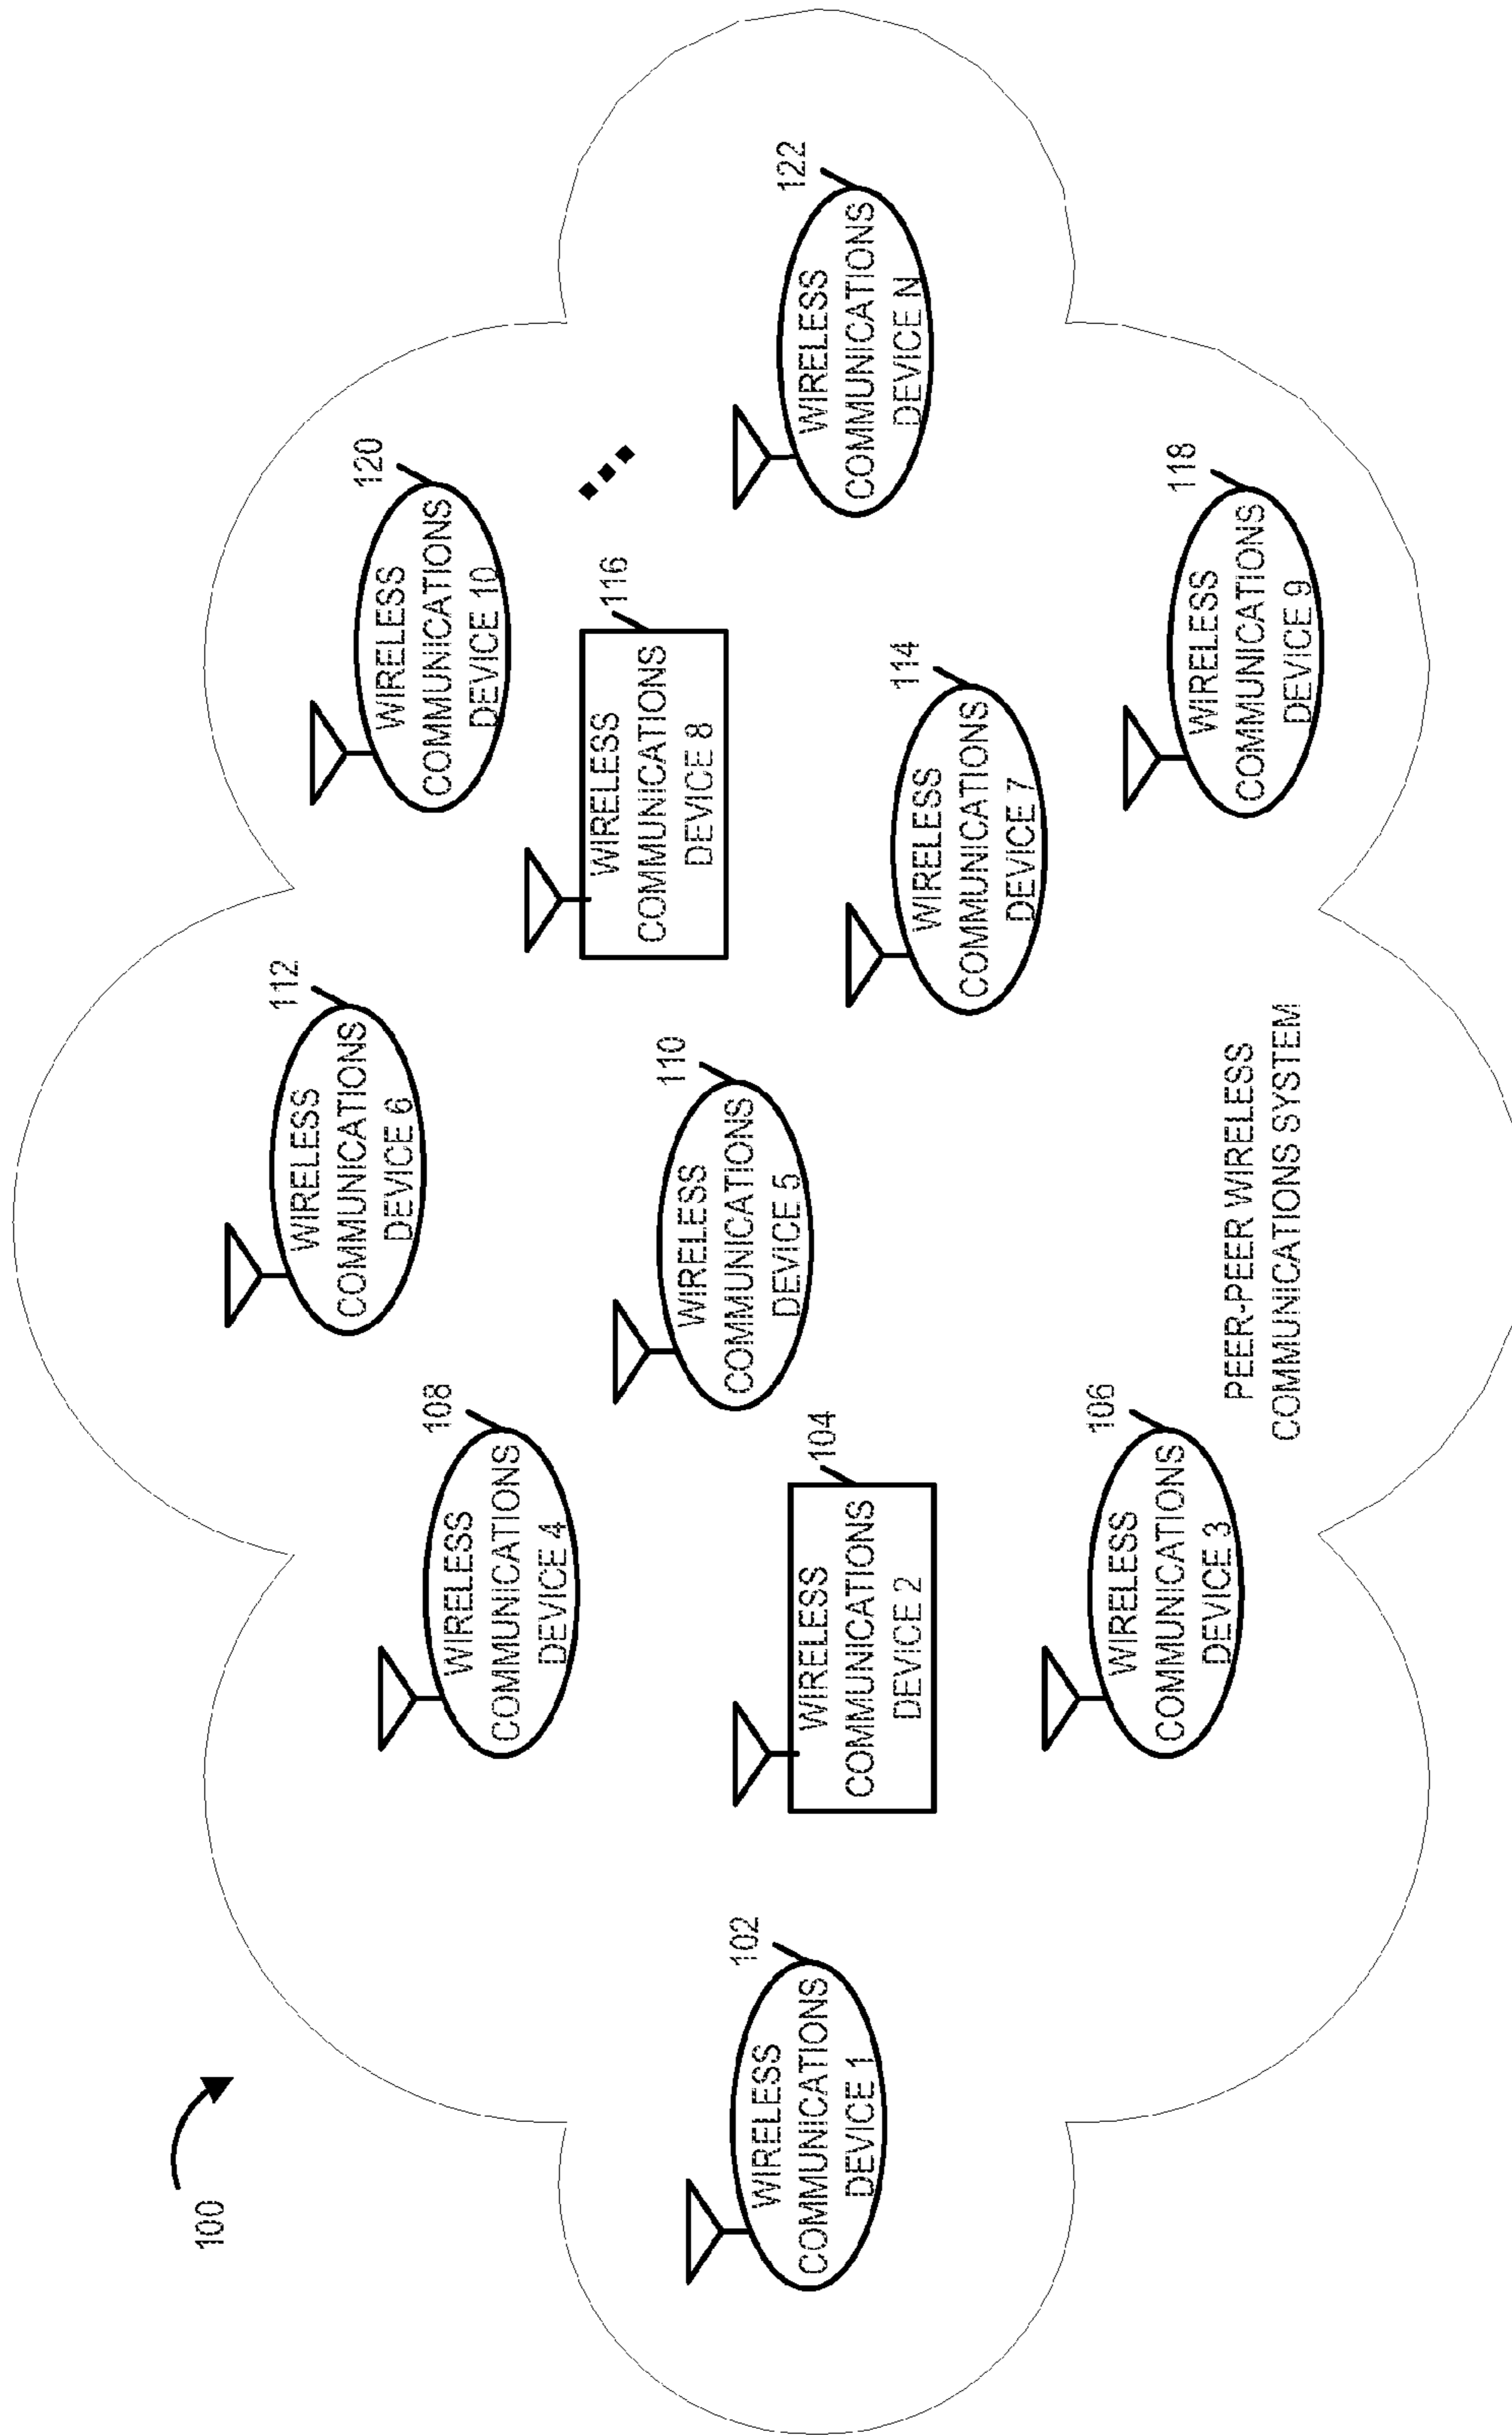 100
102
WIRELESS
COMMUNICATIONS
DEVICE 1
108
WIRELESS
COMMUNICATIONS
DEVICE 4
104
WIRELESS
COMMUNICATIONS
DEVICE 2
106
WIRELESS
COMMUNICATIONS
DEVICE 3
112
WIRELESS
COMMUNICATIONS
DEVICE 6
110
WIRELESS
COMMUNICATIONS
DEVICE 5
PEER-PEER WIRELESS
COMMUNICATIONS SYSTEM
120
WIRELESS
COMMUNICATIONS
DEVICE 10
116
WIRELESS
COMMUNICATIONS
DEVICE 8
114
WIRELESS
COMMUNICATIONS
DEVICE 7
118
WIRELESS
COMMUNICATIONS
DEVICE 9
122
WIRELESS
COMMUNICATIONS
DEVICE N